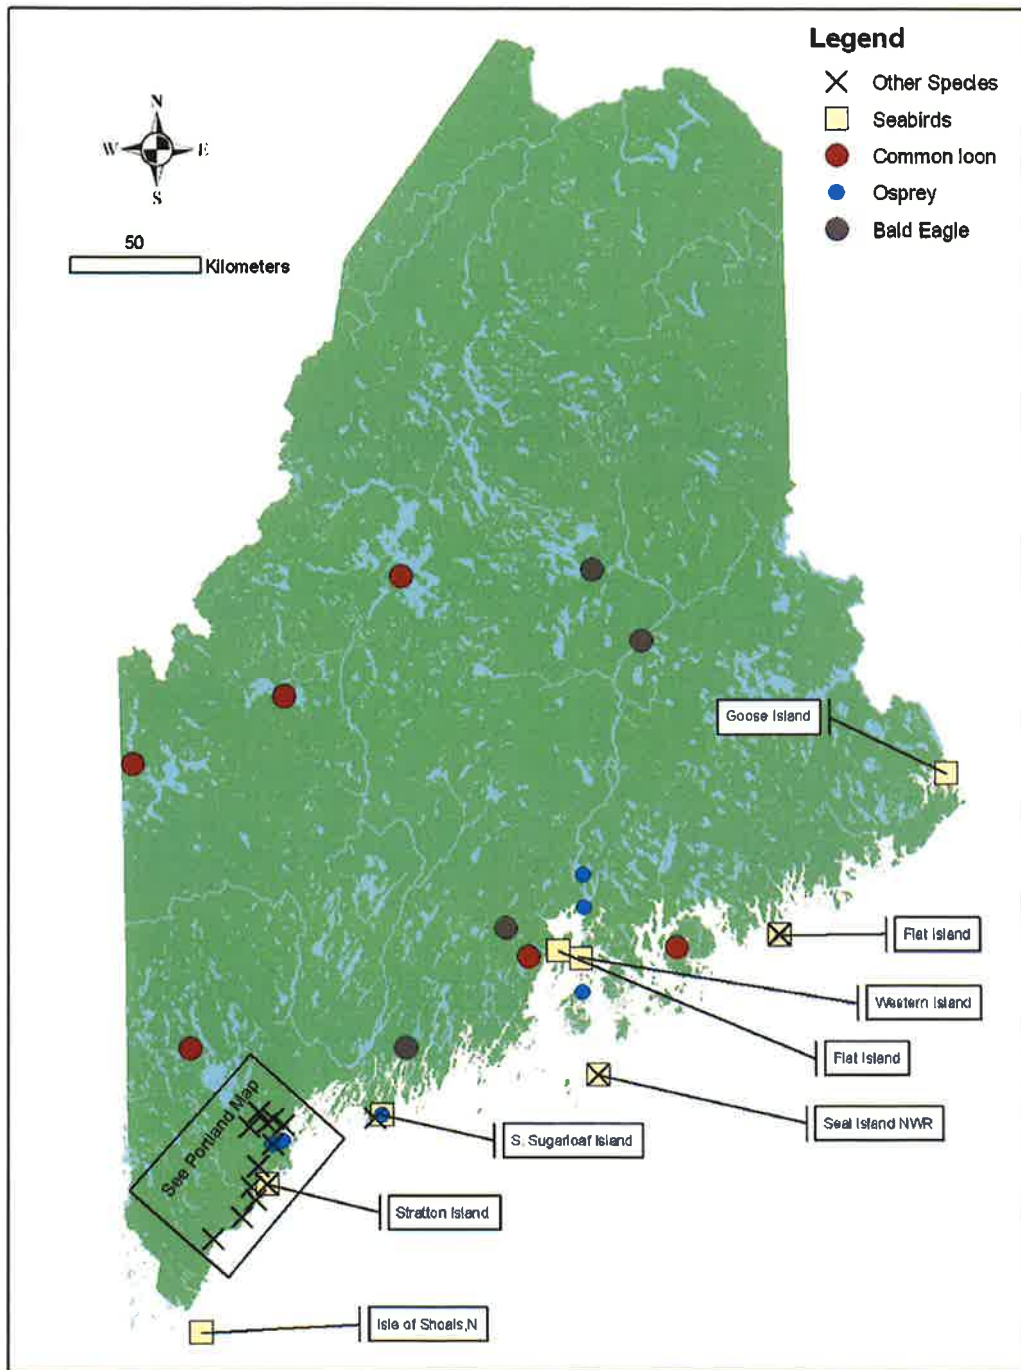 Legend
Other Species
Seabirds
Common loon
Osprey
Bald Eagle
N
W E
S
50
Kilometers
Goose Island
Flat Island
Western Island
Flat Island
Seal Island NWR
S. Sugarloaf Island
See Portland Map
Stratton Island
Isle of Shoals,N